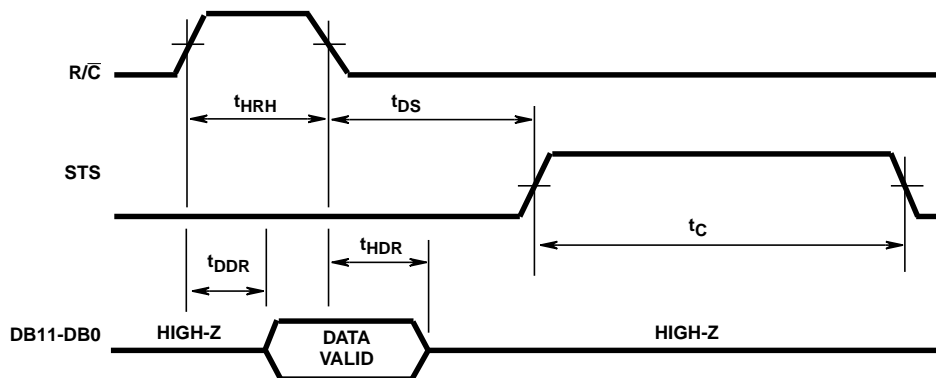 R/C̅
tHRH
tDS
STS
tC
tDDR
tHDR
DB11-DB0
HIGH-Z
DATA
VALID
HIGH-Z